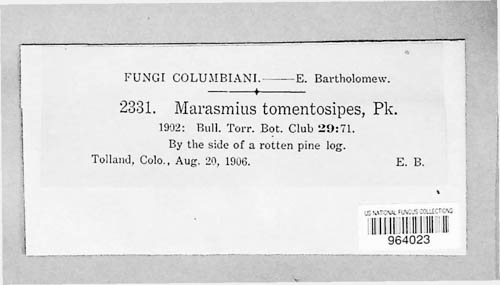 FUNGI COLUMBIANI.——E. Bartholomew.
2331. Marasmius tomentosipes, Pk.
1902: Bull. Torr. Bot. Club 29:71.
By the side of a rotten pine log.
Tolland, Colo., Aug. 20, 1906. E. B.
US NATIONAL FUNGUS COLLECTIONS
964023